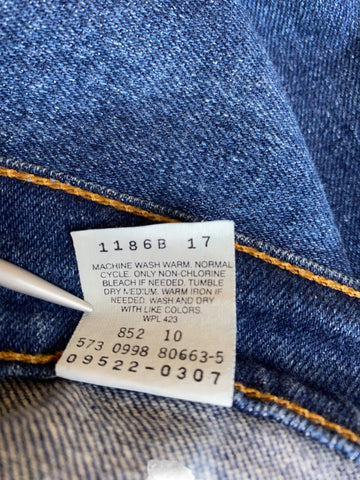 1186B 17
MACHINE WASH WARM. NORMAL
CYCLE. ONLY NON-CHLORINE
BLEACH IF NEEDED. TUMBLE
DRY MEDIUM. WARM IRON IF
NEEDED. WASH AND DRY
WITH LIKE COLORS.
WPL 423
852 10
573 0998 80663-5
09522-0307